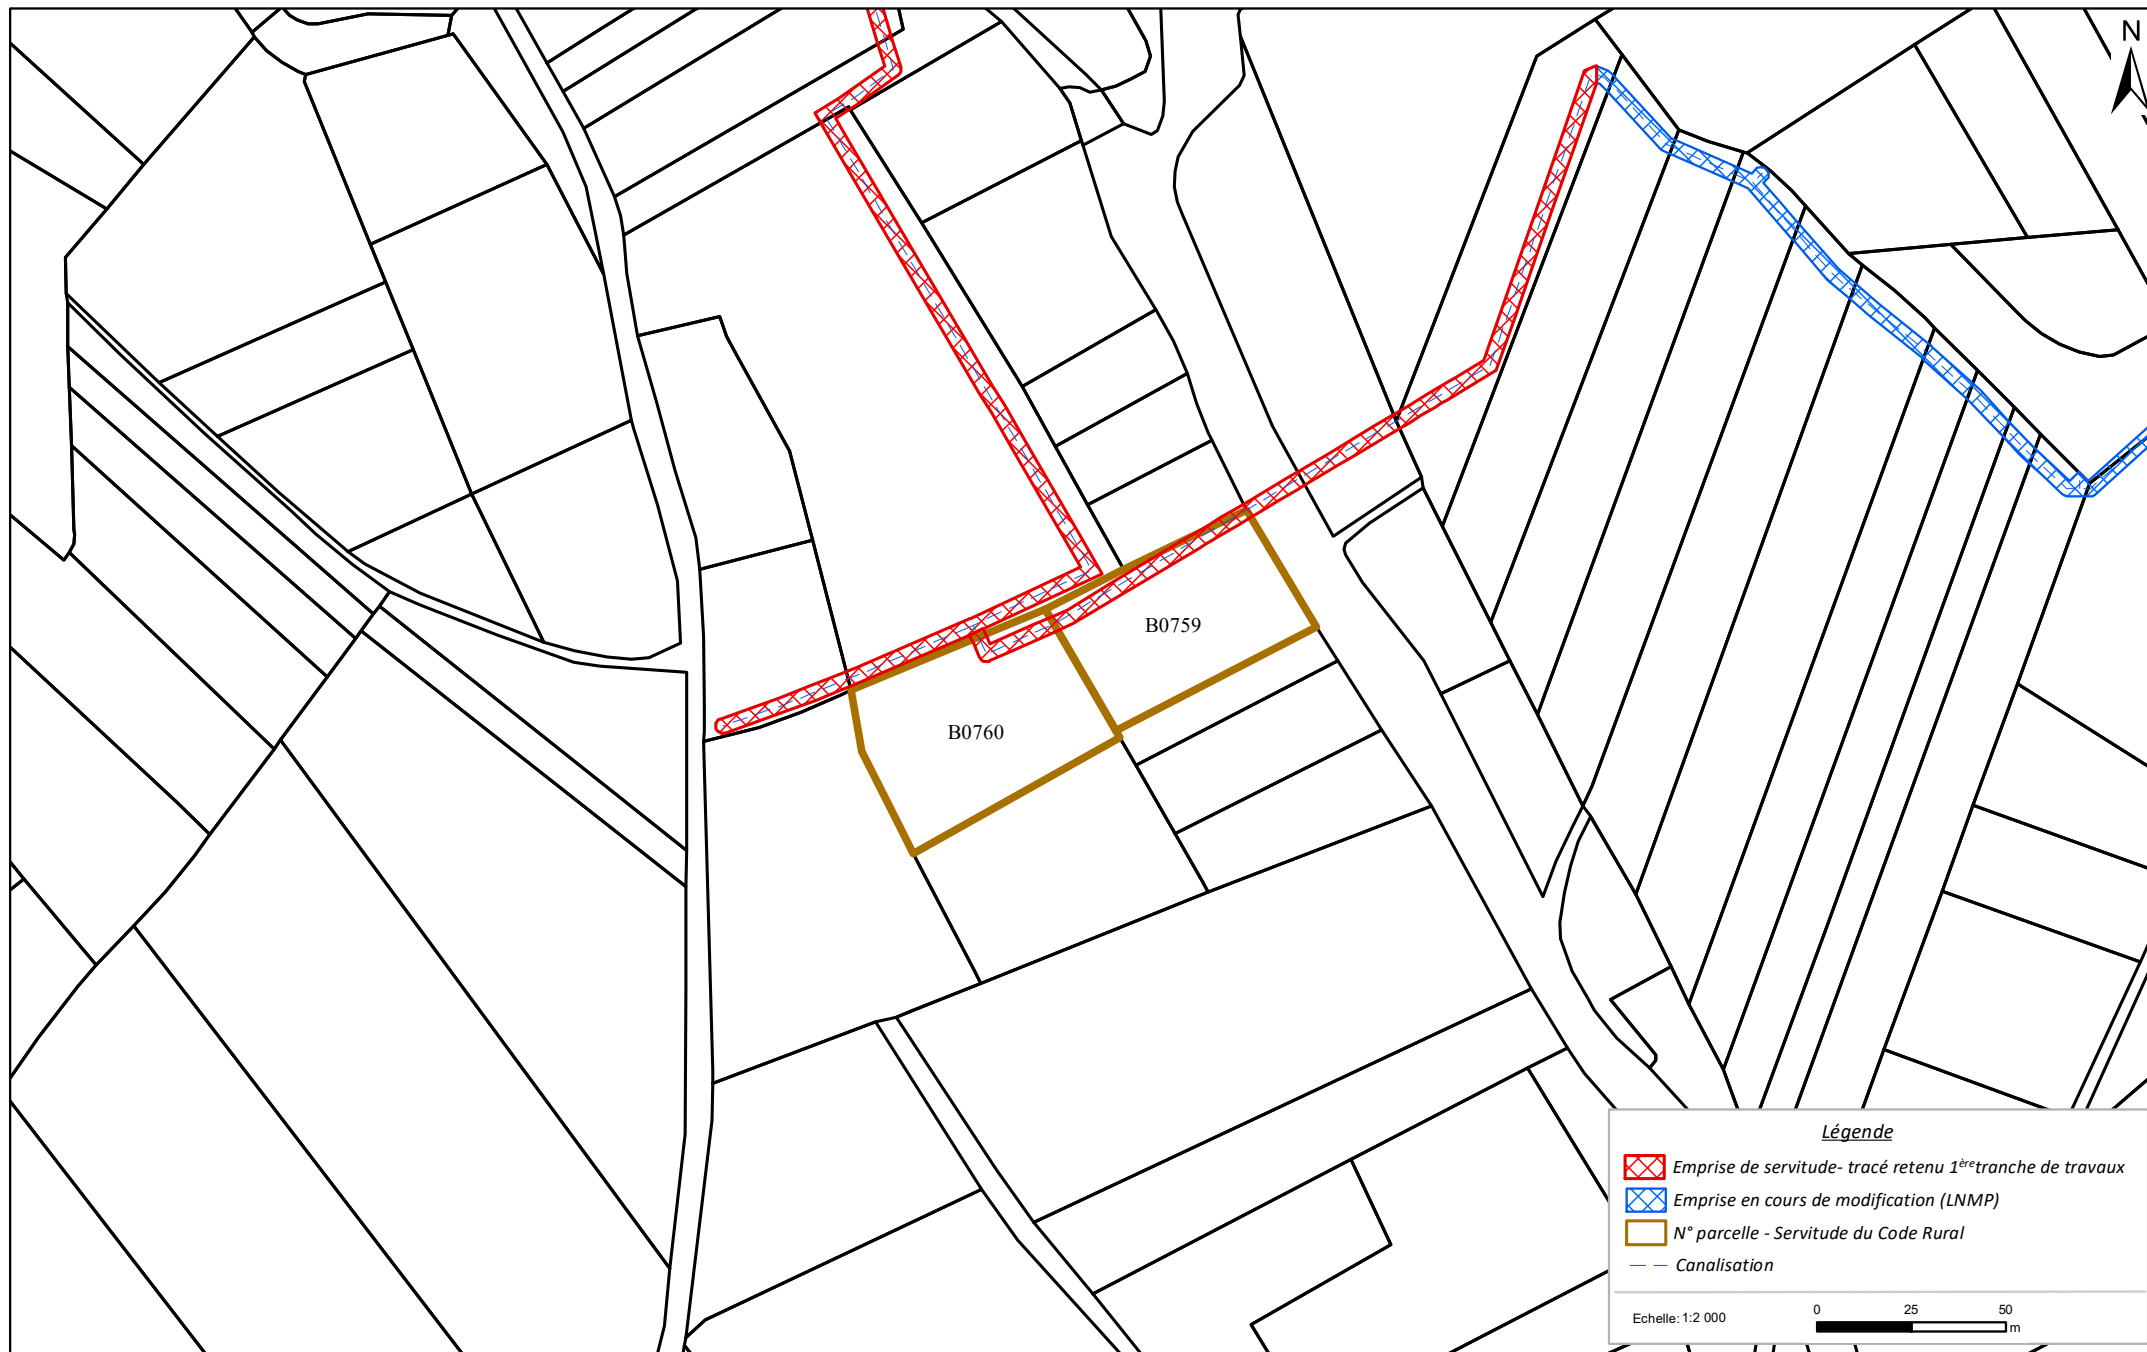 N
B0759
B0760
Légende
Emprise de servitude- tracé retenu 1ère tranche de travaux
Emprise en cours de modification (LNMP)
N° parcelle - Servitude du Code Rural
Canalisation
Echelle: 1:2 000
0 25 50
m